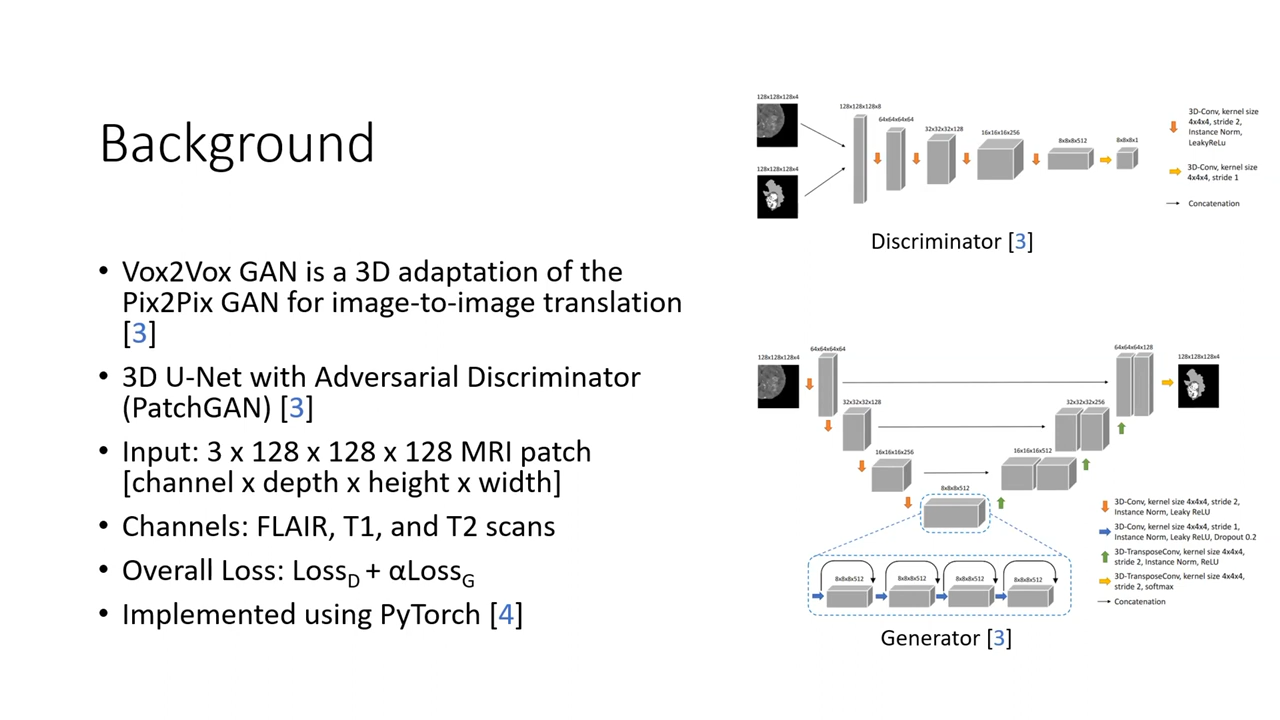 Background
• Vox2Vox GAN is a 3D adaptation of the
Pix2Pix GAN for image-to-image translation
[3]
• 3D U-Net with Adversarial Discriminator
(PatchGAN) [3]
• Input: 3 x 128 x 128 x 128 MRI patch
[channel x depth x height x width]
• Channels: FLAIR, T1, and T2 scans
• Overall Loss: LossD + αLossG
• Implemented using PyTorch [4]
128x128x128x4
128x128x128x8
64x64x64x64
32x32x32x128
16x16x16x256
8x8x8x512
8x8x8x1
128x128x128x4
3D-Conv, kernel size
4x4x4, stride 2,
Instance Norm,
LeakyReLu
3D-Conv, kernel size
4x4x4, stride 1
Concatenation
Discriminator [3]
128x128x128x4
64x64x64x64
64x64x64x128
128x128x128x4
32x32x32x128
32x32x32x256
16x16x16x256
16x16x16x512
8x8x8x512
8x8x8x512
8x8x8x512
8x8x8x512
8x8x8x512
3D-Conv, kernel size 4x4x4, stride 2,
Instance Norm, Leaky ReLU
3D-Conv, kernel size 4x4x4, stride 1,
Instance Norm, Leaky ReLU, Dropout 0.2
3D-TransposeConv, kernel size 4x4x4,
stride 2, Instance Norm, ReLU
3D-TransposeConv, kernel size 4x4x4,
stride 2, softmax
Concatenation
Generator [3]